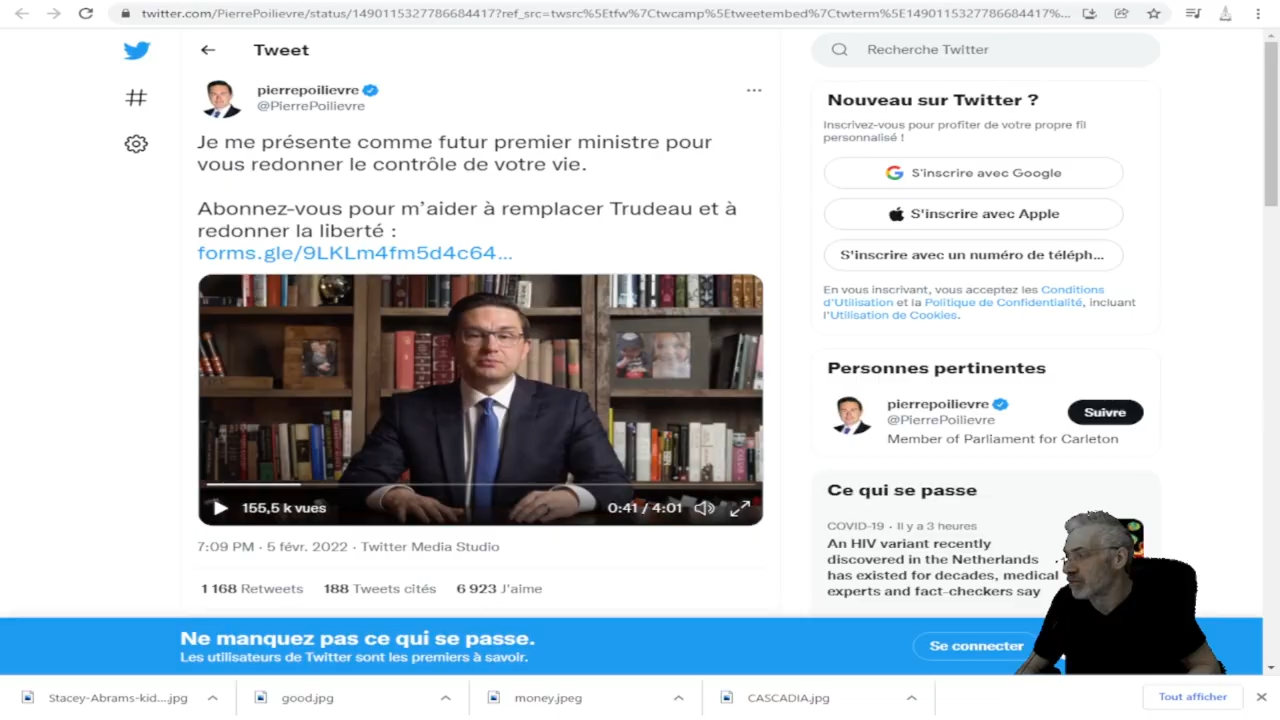 twitter.com/PierrePoilievre/status/1490115327786684417?ref_src=twsrc%5Etfw%7Ctwcamp%5Etweetembed%7Ctwterm%5E1490115327786684417%...
Tweet
Recherche Twitter
pierrepoilievre
@PierrePoilievre
Je me présente comme futur premier ministre pour
vous redonner le contrôle de votre vie.
Abonnez-vous pour m'aider à remplacer Trudeau et à
redonner la liberté :
forms.gle/9LKLm4fm5d4c64...
155,5 k vues
0:41 / 4:01
7:09 PM · 5 févr. 2022 · Twitter Media Studio
1 168 Retweets 188 Tweets cités 6 923 J'aime
Nouveau sur Twitter ?
Inscrivez-vous pour profiter de votre propre fil
personnalisé !
S'inscrire avec Google
S'inscrire avec Apple
S'inscrire avec un numéro de téléph...
En vous inscrivant, vous acceptez les Conditions
d'Utilisation et la Politique de Confidentialité, incluant
l'Utilisation de Cookies.
Personnes pertinentes
pierrepoilievre
@PierrePoilievre
Suivre
Member of Parliament for Carleton
Ce qui se passe
COVID-19 · Il y a 3 heures
An HIV variant recently
discovered in the Netherlands
has existed for decades, medical
experts and fact-checkers say
Ne manquez pas ce qui se passe.
Les utilisateurs de Twitter sont les premiers à savoir.
Se connecter
Stacey-Abrams-kid....jpg
good.jpg
money.jpeg
CASCADIA.jpg
Tout afficher